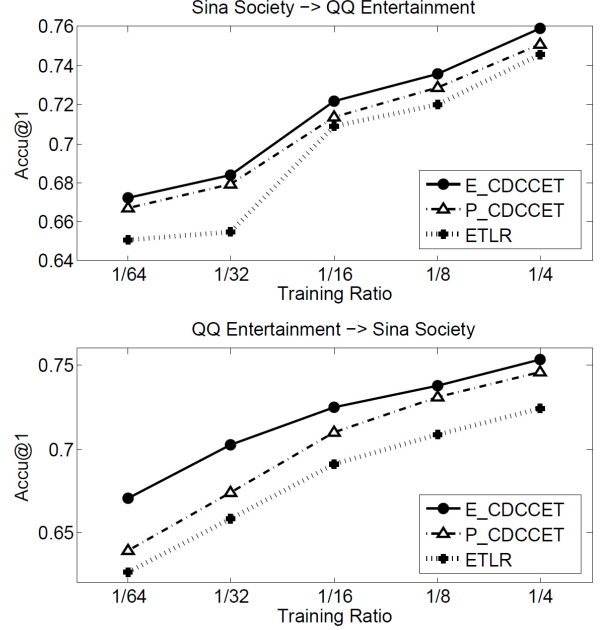 Sina Society −> QQ Entertainment
0.76
0.74
0.72
0.7
0.68
0.66
0.64
Accu@1
E_CDCCET
P_CDCCET
ETLR
1/64 1/32 1/16 1/8 1/4
Training Ratio
QQ Entertainment −> Sina Society
0.75
0.7
0.65
Accu@1
E_CDCCET
P_CDCCET
ETLR
1/64 1/32 1/16 1/8 1/4
Training Ratio